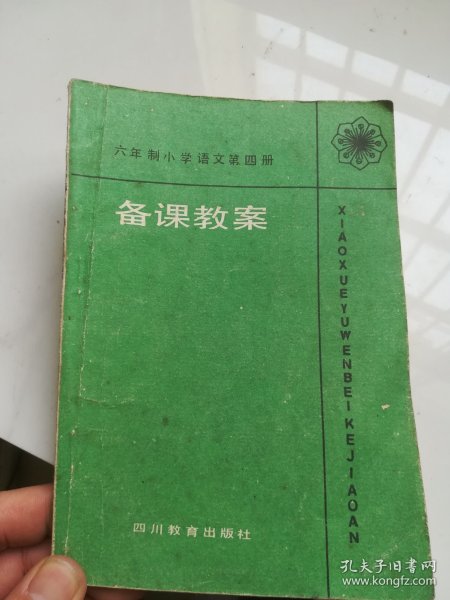 六年制小学语文第四册
备课教案
XIAOXUEYUWENBEIKEJIAOAN
四川教育出版社
孔夫子旧书网
www.kongfz.com